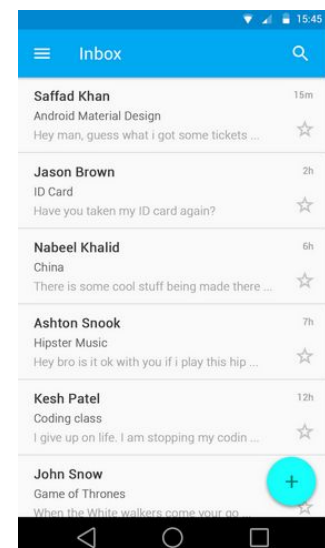 15:45
Inbox
Saffad Khan 15m
Android Material Design
Hey man, guess what i got some tickets ...
Jason Brown 2h
ID Card
Have you taken my ID card again?
Nabeel Khalid 6h
China
There is some cool stuff being made there ...
Ashton Snook 7h
Hipster Music
Hey bro is it ok with you if i play this hip ...
Kesh Patel 12h
Coding class
I give up on life. I am stopping my codin ...
John Snow
Game of Thrones
When the White walkers come your go ...